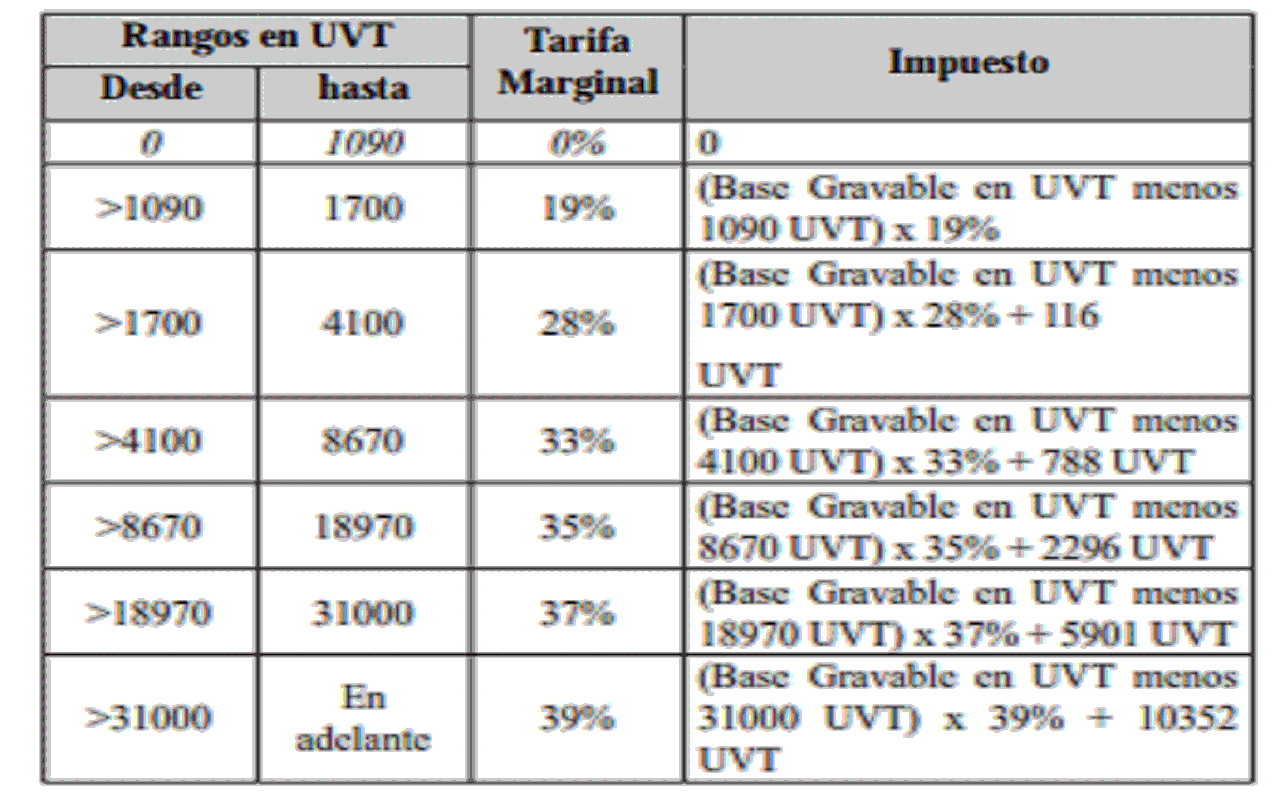 Rangos en UVT
Tarifa
Marginal
Impuesto
Desde
hasta
0
1090
0%
0
>1090
1700
19%
(Base Gravable en UVT menos
1090 UVT) x 19%
>1700
4100
28%
(Base Gravable en UVT menos
1700 UVT) x 28% + 116
UVT
>4100
8670
33%
(Base Gravable en UVT menos
4100 UVT) x 33% + 788 UVT
>8670
18970
35%
(Base Gravable en UVT menos
8670 UVT) x 35% + 2296 UVT
>18970
31000
37%
(Base Gravable en UVT menos
18970 UVT) x 37% + 5901 UVT
>31000
En
adelante
39%
(Base Gravable en UVT menos
31000 UVT) x 39% + 10352
UVT